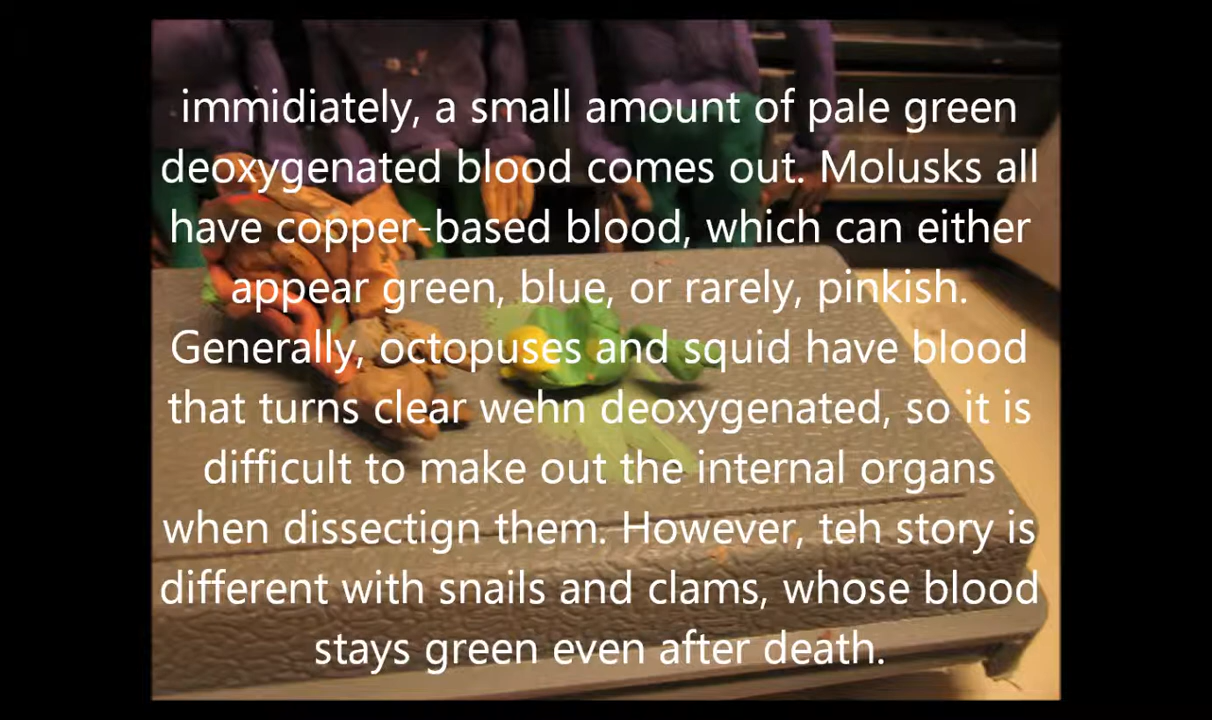 immidiately, a small amount of pale green
deoxygenated blood comes out. Molusks all
have copper-based blood, which can either
appear green, blue, or rarely, pinkish.
Generally, octopuses and squid have blood
that turns clear wehn deoxygenated, so it is
difficult to make out the internal organs
when dissectign them. However, teh story is
different with snails and clams, whose blood
stays green even after death.